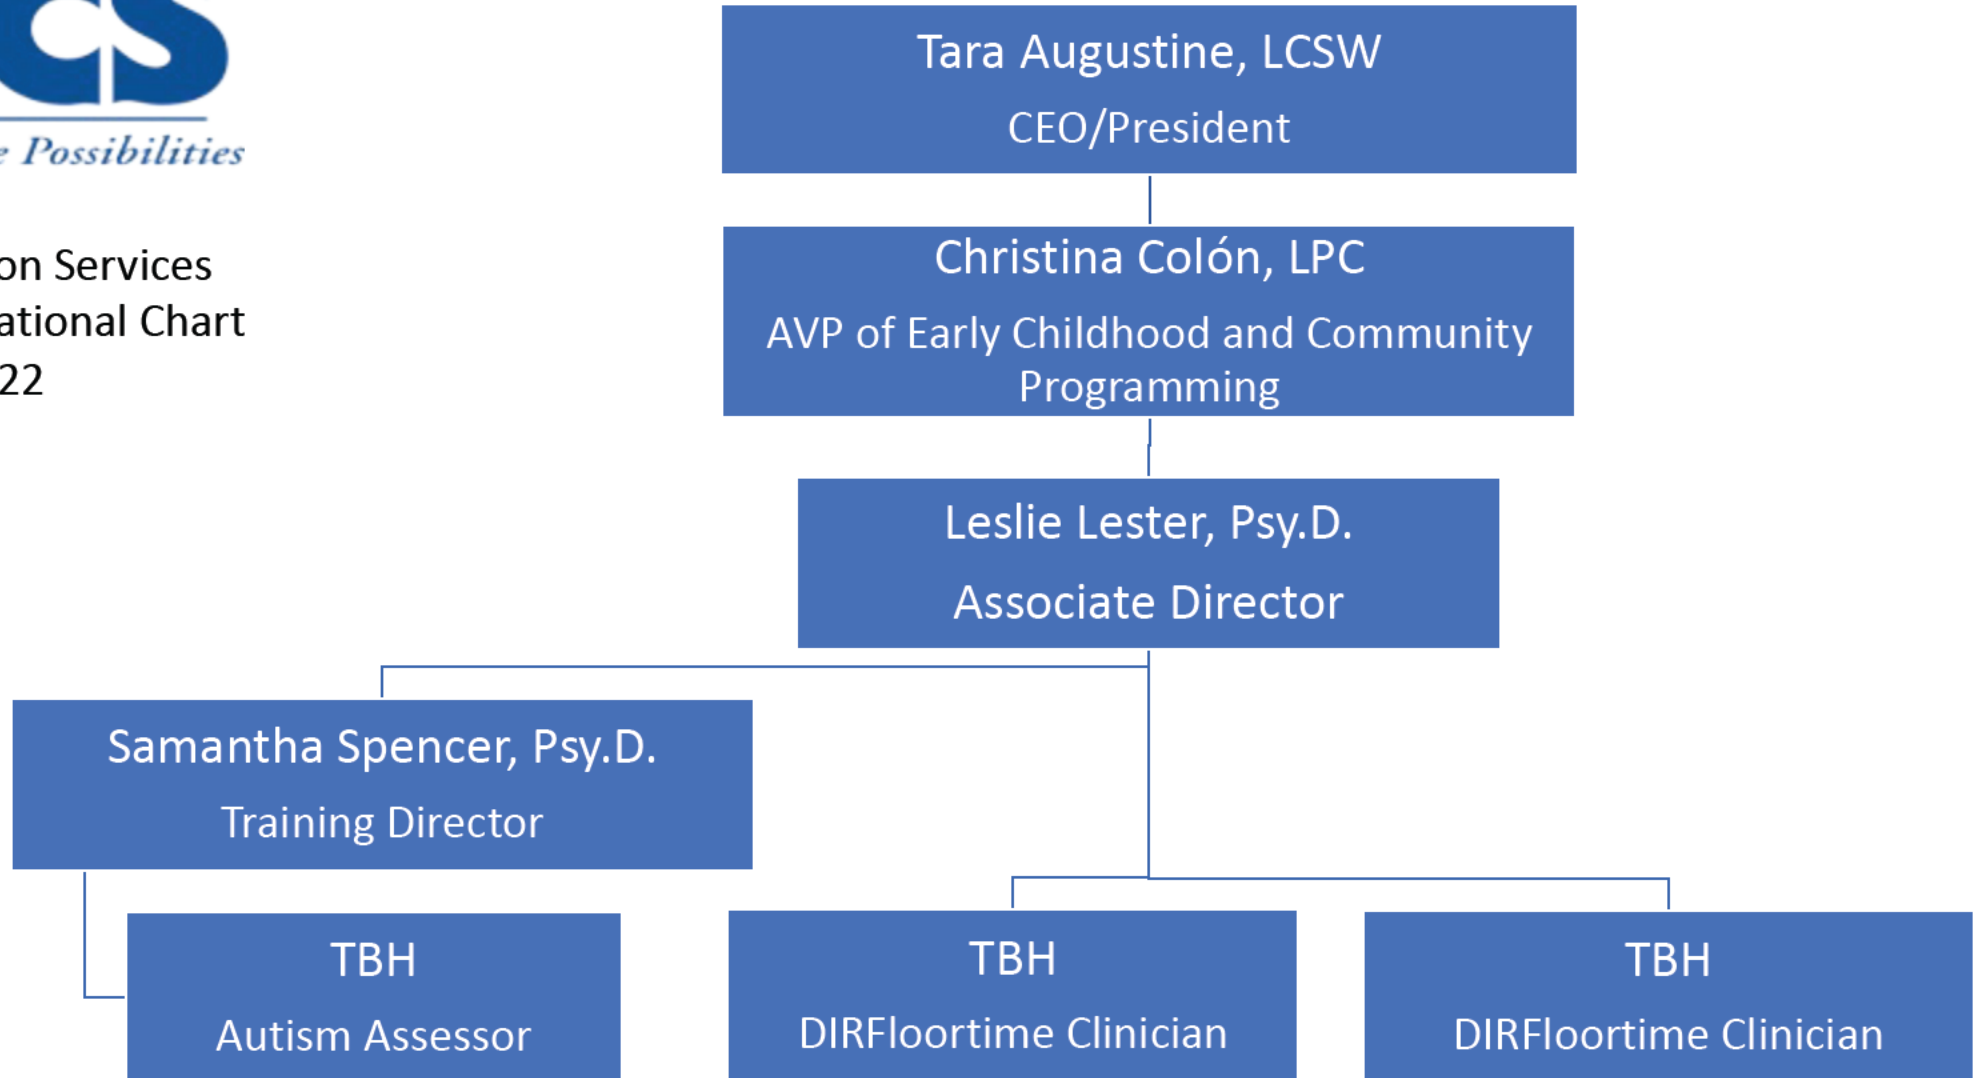 CS
e Possibilities
on Services
ational Chart
22
Tara Augustine, LCSW
CEO/President
Christina Colón, LPC
AVP of Early Childhood and Community
Programming
Leslie Lester, Psy.D.
Associate Director
Samantha Spencer, Psy.D.
Training Director
TBH
Autism Assessor
TBH
DIRFloortime Clinician
TBH
DIRFloortime Clinician